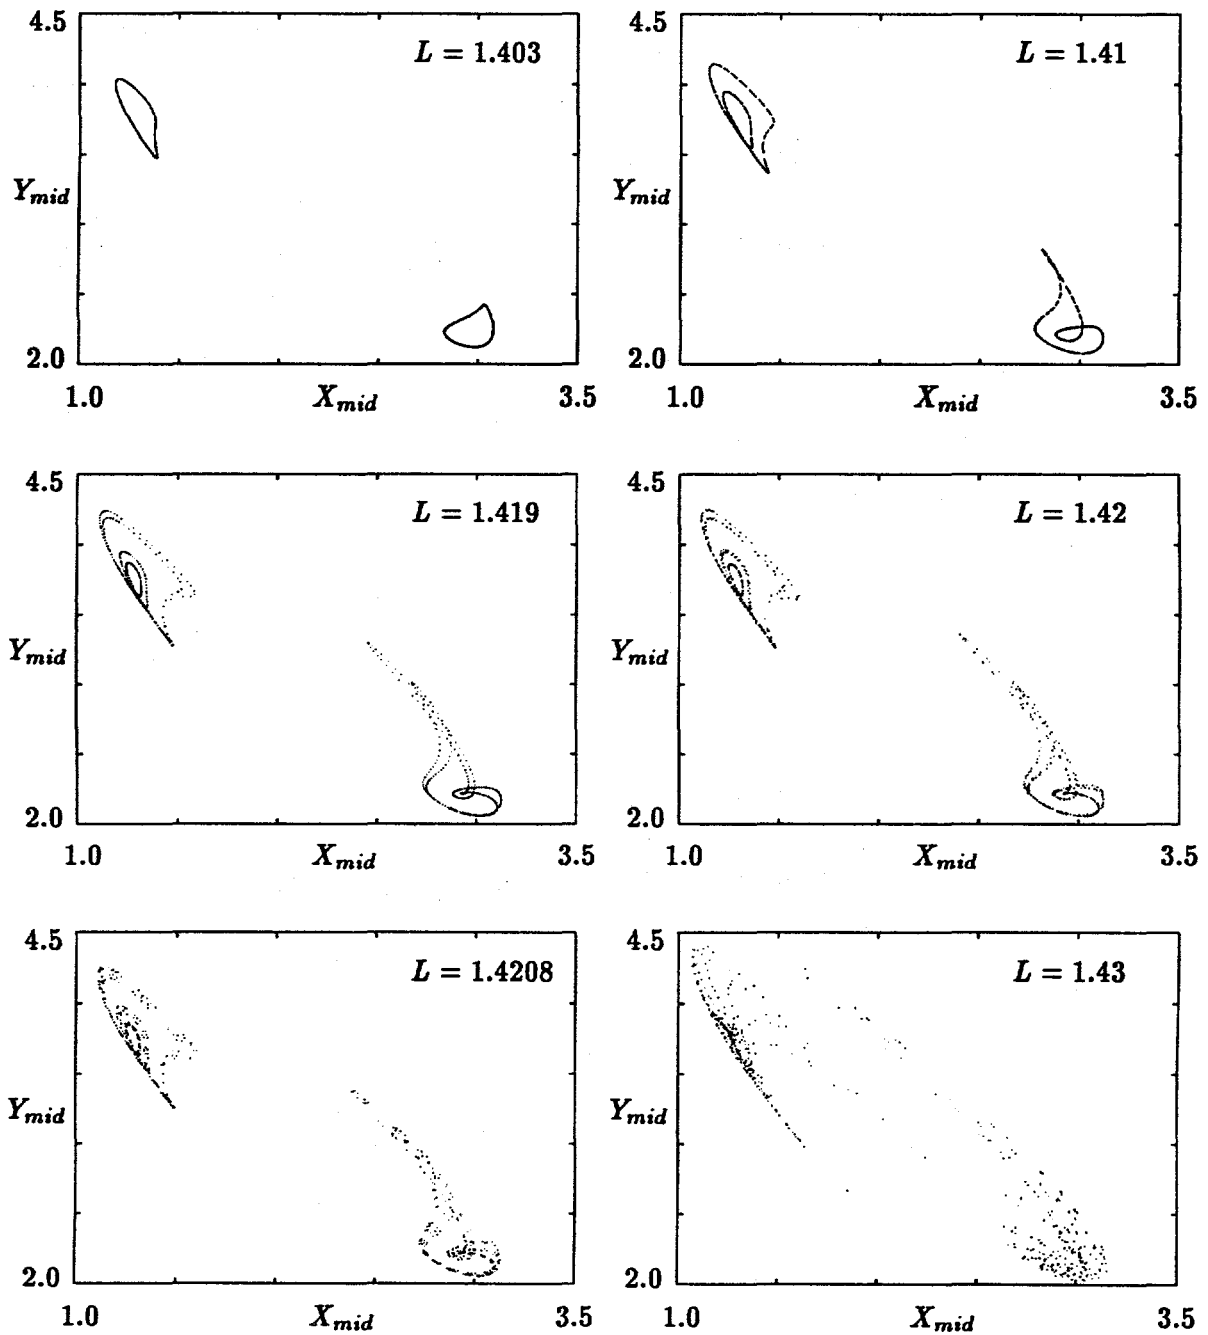 4.5
L = 1.403
Y_mid
2.0
1.0
X_mid
3.5
4.5
L = 1.41
Y_mid
2.0
1.0
X_mid
3.5
4.5
L = 1.419
Y_mid
2.0
1.0
X_mid
3.5
4.5
L = 1.42
Y_mid
2.0
1.0
X_mid
3.5
4.5
L = 1.4208
Y_mid
2.0
1.0
X_mid
3.5
4.5
L = 1.43
Y_mid
2.0
1.0
X_mid
3.5